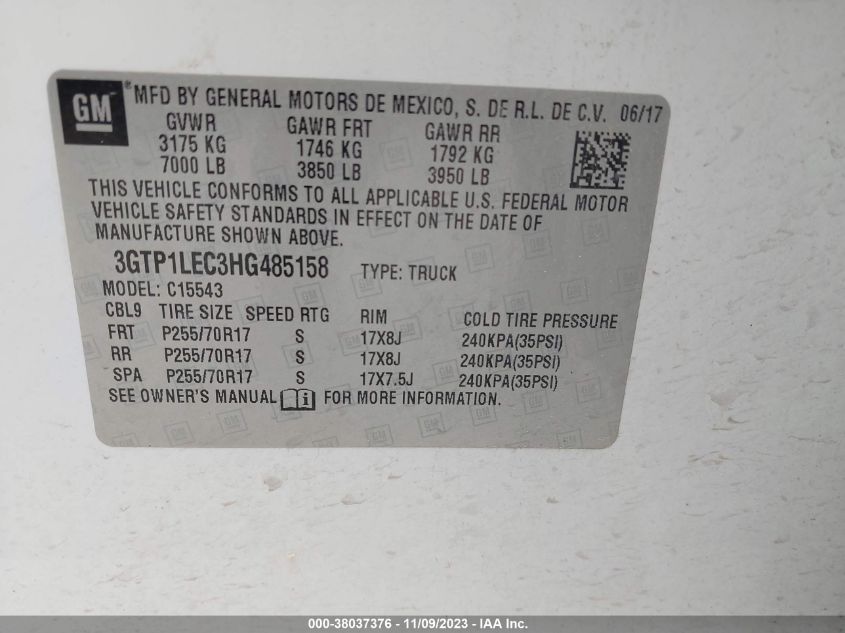 GM ® MFD BY GENERAL MOTORS DE MEXICO, S. DE R.L. DE C.V. 06/17
GVWR GAWR FRT GAWR RR
3175 KG 1746 KG 1792 KG
7000 LB 3850 LB 3950 LB
THIS VEHICLE CONFORMS TO ALL APPLICABLE U.S. FEDERAL MOTOR
VEHICLE SAFETY STANDARDS IN EFFECT ON THE DATE OF
MANUFACTURE SHOWN ABOVE.
3GTP1LEC3HG485158 TYPE: TRUCK
MODEL: C15543
CBL9 TIRE SIZE SPEED RTG RIM COLD TIRE PRESSURE
FRT P255/70R17 S 17X8J 240KPA(35PSI)
RR P255/70R17 S 17X8J 240KPA(35PSI)
SPA P255/70R17 S 17X7.5J 240KPA(35PSI)
SEE OWNER'S MANUAL i FOR MORE INFORMATION.
000-38037376 - 11/09/2023 - IAA Inc.